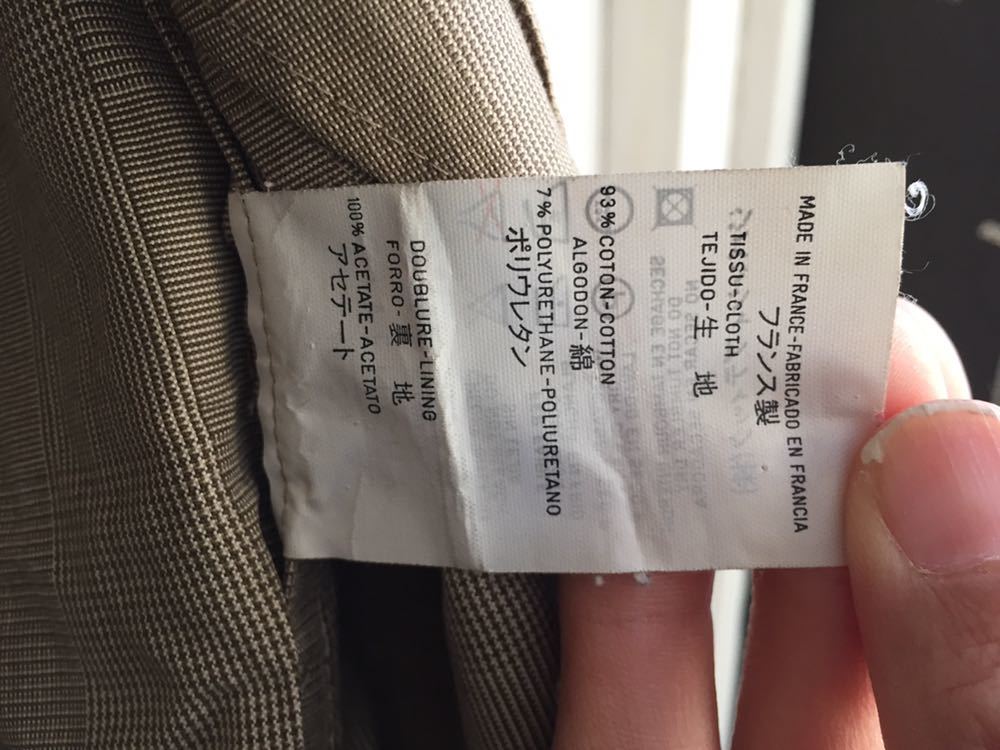 MADE IN FRANCE-FABRICADO EN FRANCIA
フランス製
TISSU-CLOTH
TEJIDO-生 地
93% COTON-COTTON
ALGODON-綿
7% POLYURETHANE-POLIURETANO
ポリウレタン
DOUBLURE-LINING
FORRO-裏 地
100% ACETATE-ACETATO
アセテート